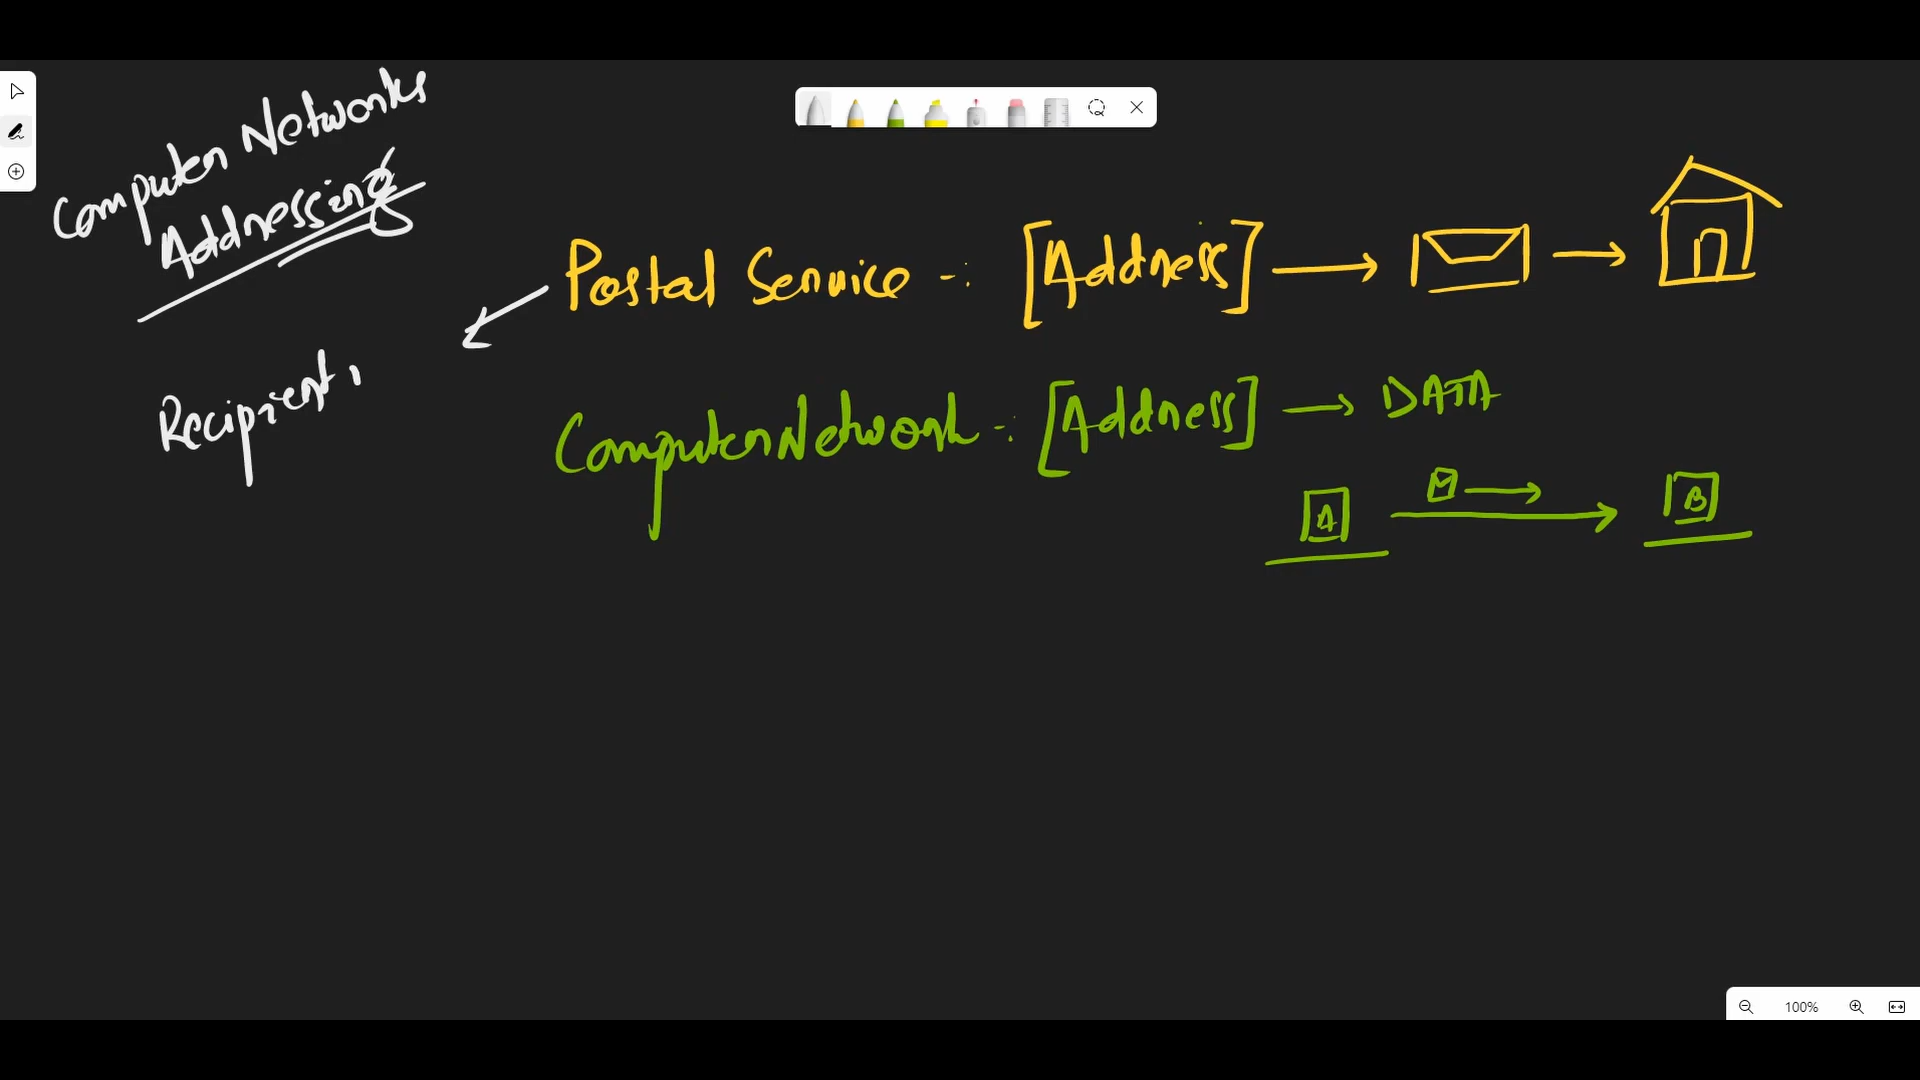 Computer Networks
Addressing
Postal Service -: [Address]
Recipient,
Computer Network -: [Address] → DATA
A
B
100%